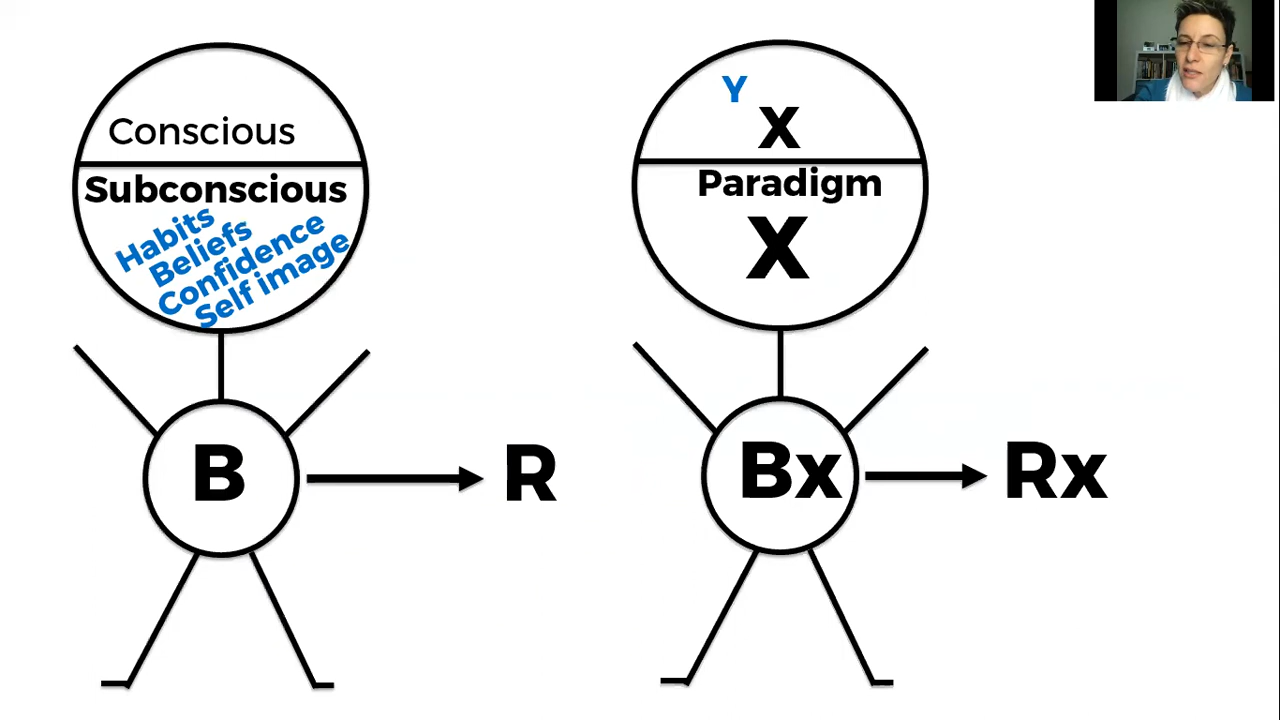 Conscious
Subconscious
Habits
Beliefs
Confidence
Self image
B
R
Y
X
Paradigm
X
Bx
Rx